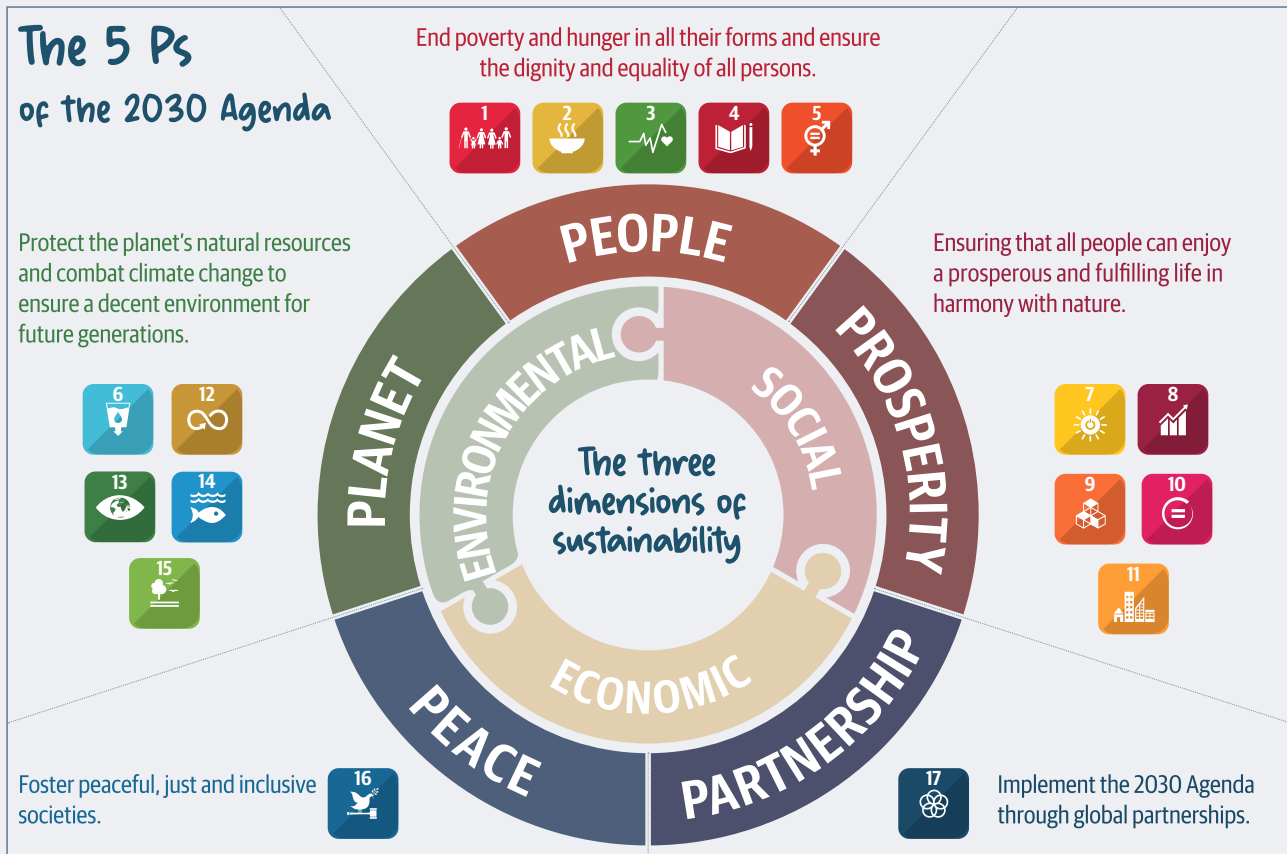 The 5 Ps
of the 2030 Agenda
End poverty and hunger in all their forms and ensure
the dignity and equality of all persons.
1
2
3
4
5
Protect the planet's natural resources
and combat climate change to
ensure a decent environment for
future generations.
6
12
13
14
15
Ensuring that all people can enjoy
a prosperous and fulfilling life in
harmony with nature.
7
8
9
10
11
PEOPLE
PLANET
PROSPERITY
ENVIRONMENTAL
SOCIAL
The three
dimensions of
sustainability
ECONOMIC
PEACE
PARTNERSHIP
Foster peaceful, just and inclusive
societies.
16
17
Implement the 2030 Agenda
through global partnerships.